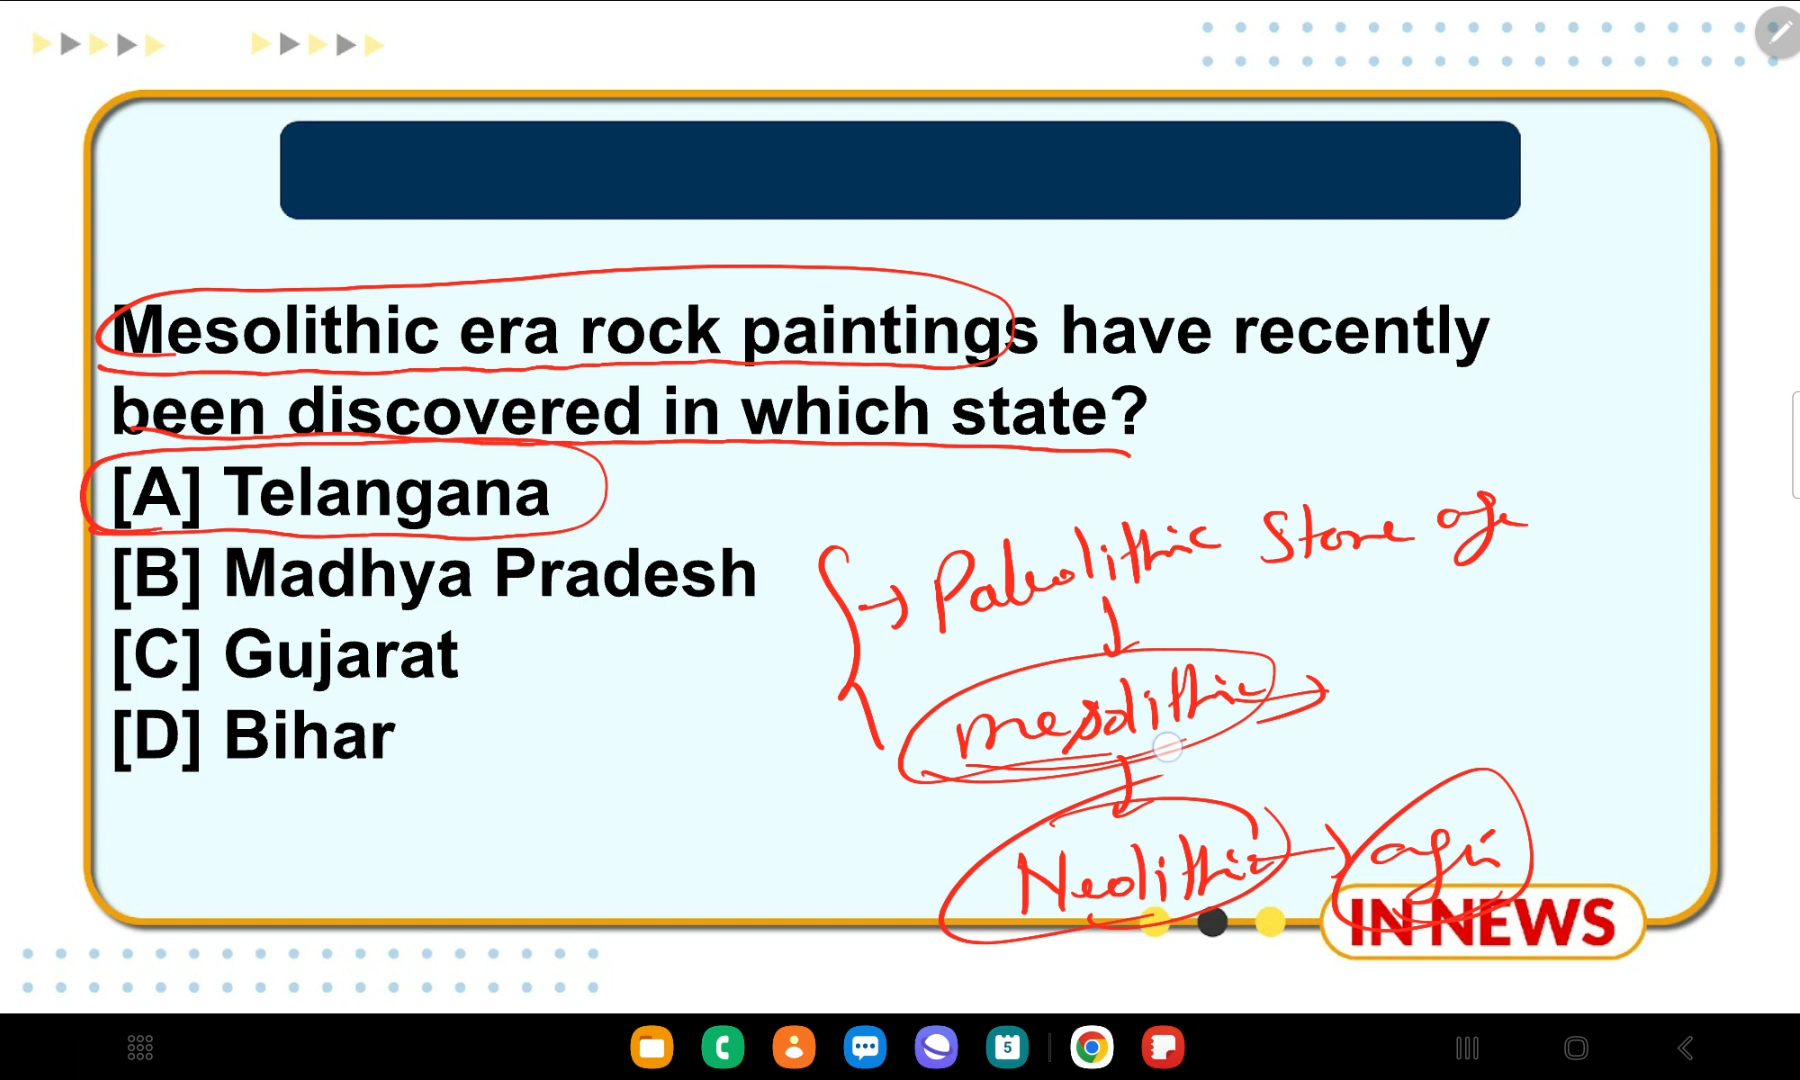 Mesolithic era rock paintings have recently
been discovered in which state?
[A] Telangana
[B] Madhya Pradesh
[C] Gujarat
[D] Bihar
→ Paleolithic Stone age
mesolithic
Neolithic
IN NEWS
5